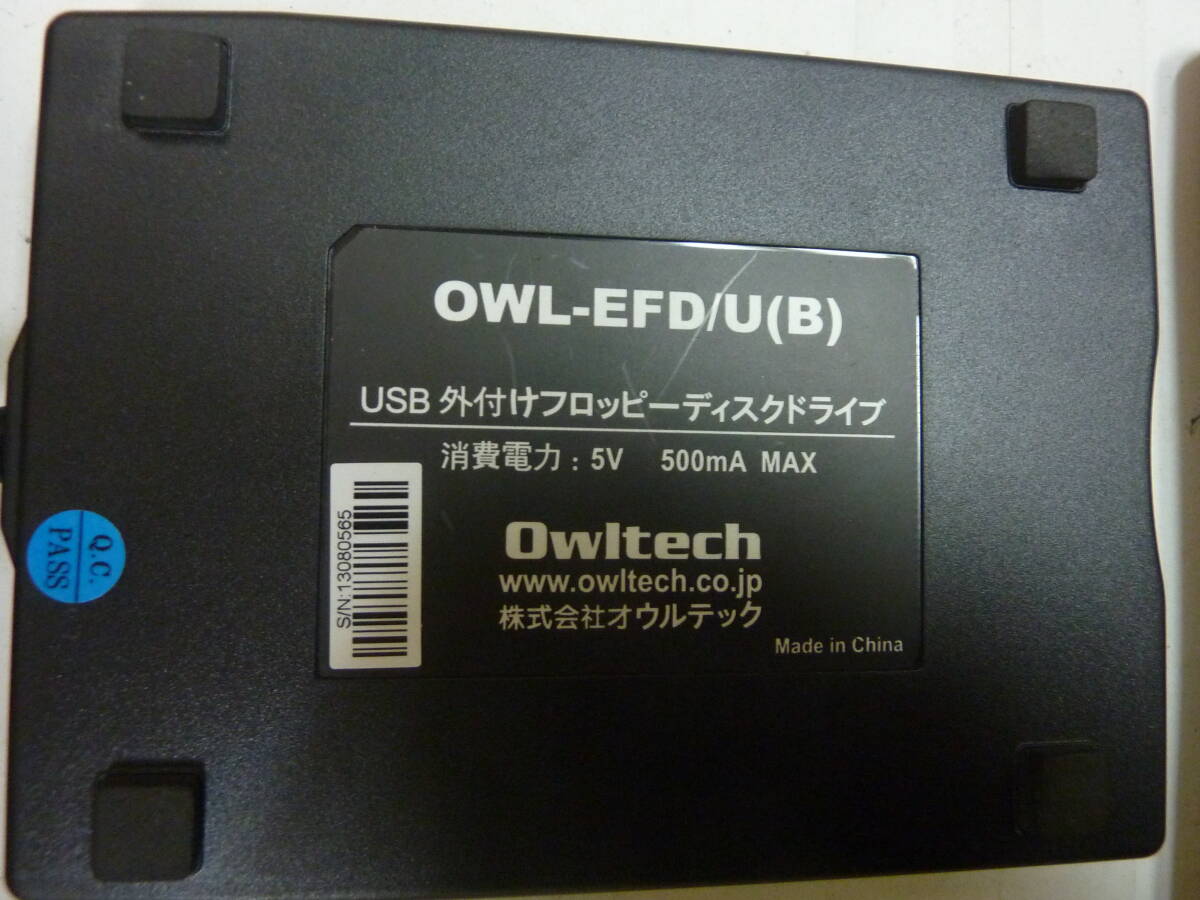 OWL-EFD/U(B)
USB 外付けフロッピーディスクドライブ
消費電力 : 5V 500mA MAX
Owltech
www.owltech.co.jp
株式会社オウルテック
Made in China
S/N:13080565
Q.C.
PASS